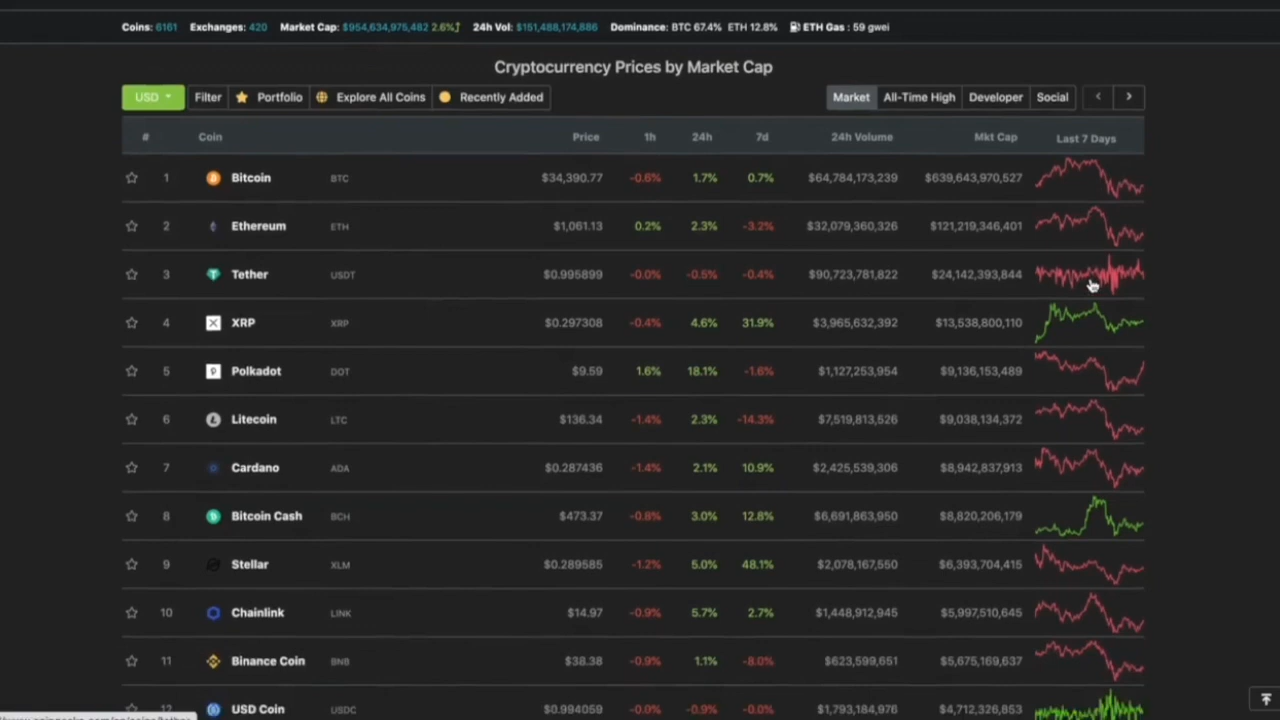 Coins: 6161 Exchanges: 420 Market Cap: $954,634,975,482 2.6% 24h Vol: $151,488,174,886 Dominance: BTC 67.4% ETH 12.8% ETH Gas : 59 gwei
Cryptocurrency Prices by Market Cap
USD Filter Portfolio Explore All Coins Recently Added Market All-Time High Developer Social
# Coin Price 1h 24h 7d 24h Volume Mkt Cap Last 7 Days
1 Bitcoin BTC $34,390.77 -0.6% 1.7% 0.7% $64,784,173,239 $639,643,970,527
2 Ethereum ETH $1,061.13 0.2% 2.3% -3.2% $32,079,360,326 $121,219,346,401
3 Tether USDT $0.995899 -0.0% -0.5% -0.4% $90,723,781,822 $24,142,393,844
4 XRP XRP $0.297308 -0.4% 4.6% 31.9% $3,965,632,392 $13,538,800,110
5 Polkadot DOT $9.59 1.6% 18.1% -1.6% $1,127,253,954 $9,136,153,489
6 Litecoin LTC $136.34 -1.4% 2.3% -14.3% $7,519,813,526 $9,038,134,372
7 Cardano ADA $0.287436 -1.4% 2.1% 10.9% $2,425,539,306 $8,942,837,913
8 Bitcoin Cash BCH $473.37 -0.8% 3.0% 12.8% $6,691,863,950 $8,820,206,179
9 Stellar XLM $0.289585 -1.2% 5.0% 48.1% $2,078,167,550 $6,393,704,415
10 Chainlink LINK $14.97 -0.9% 5.7% 2.7% $1,448,912,945 $5,997,510,645
11 Binance Coin BNB $38.38 -0.9% 1.1% -8.0% $623,599,651 $5,675,169,637
12 USD Coin USDC $0.994059 -0.0% -0.9% -0.0% $1,793,184,976 $4,712,326,853